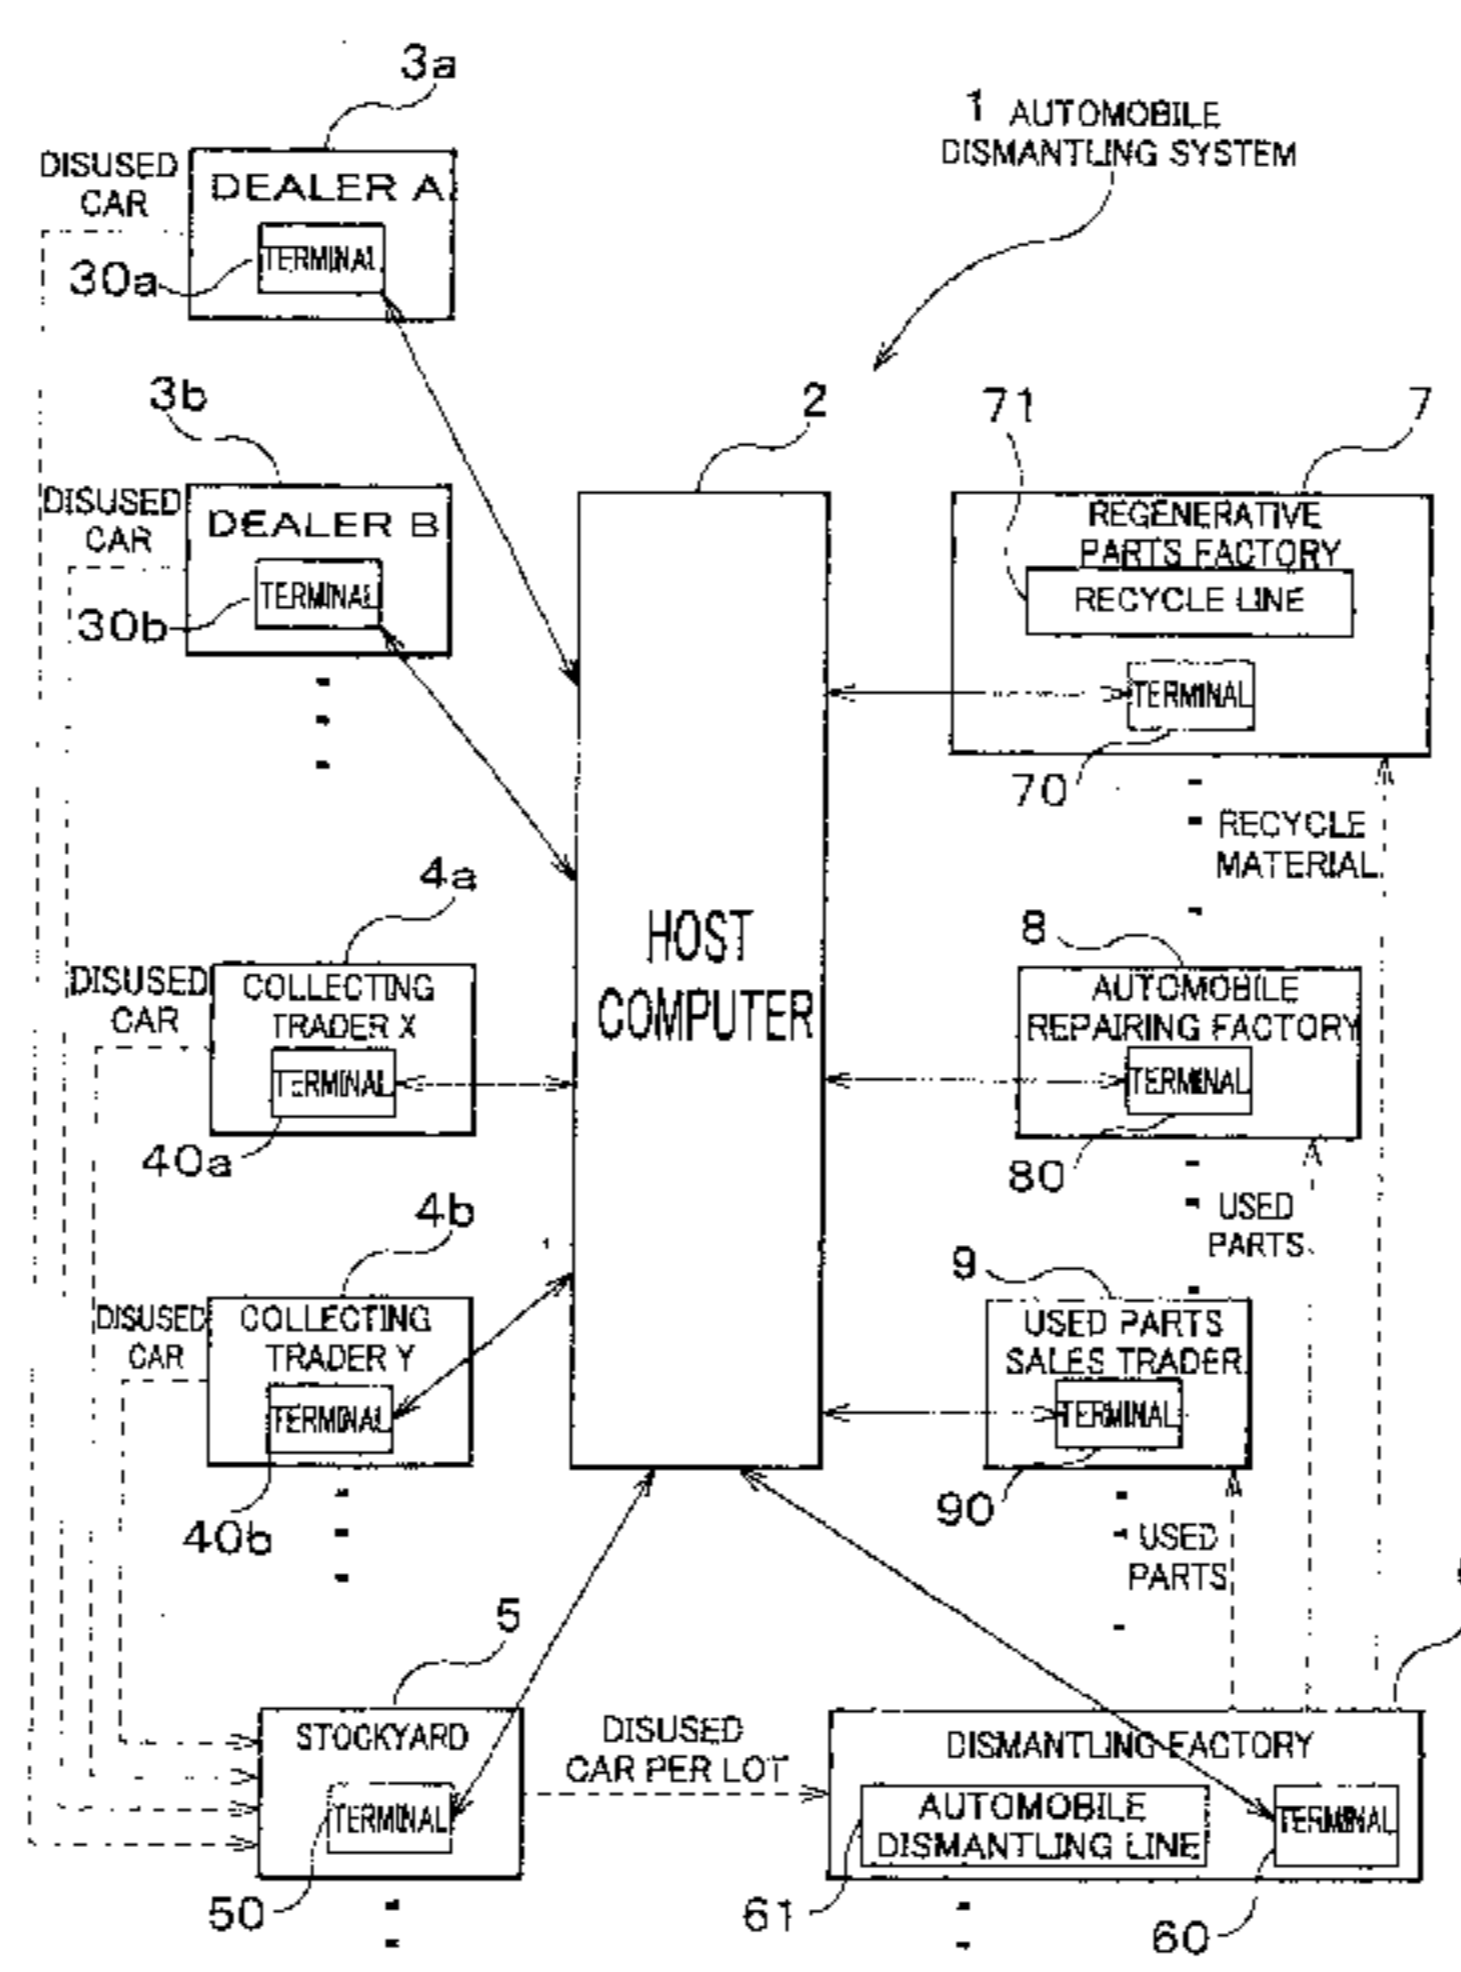 3a
1 AUTOMOBILE
DISMANTLING SYSTEM
DISUSED
CAR
DEALER A
TERMINAL
30a
3b
2
71
7
DISUSED
CAR
DEALER B
TERMINAL
30b
REGENERATIVE
PARTS FACTORY
RECYCLE LINE
TERMINAL
70
RECYCLE
MATERIAL
4a
HOST
COMPUTER
8
DISUSED
CAR
COLLECTING
TRADER X
TERMINAL
40a
AUTOMOBILE
REPAIRING FACTORY
TERMINAL
80
USED
PARTS
4b
9
DISUSED
CAR
COLLECTING
TRADER Y
TERMINAL
40b
USED PARTS
SALES TRADER
TERMINAL
90
USED
PARTS
5
STOCKYARD
TERMINAL
50
DISUSED
CAR PER LOT
DISMANTLING FACTORY
AUTOMOBILE
DISMANTLING LINE
TERMINAL
61
60